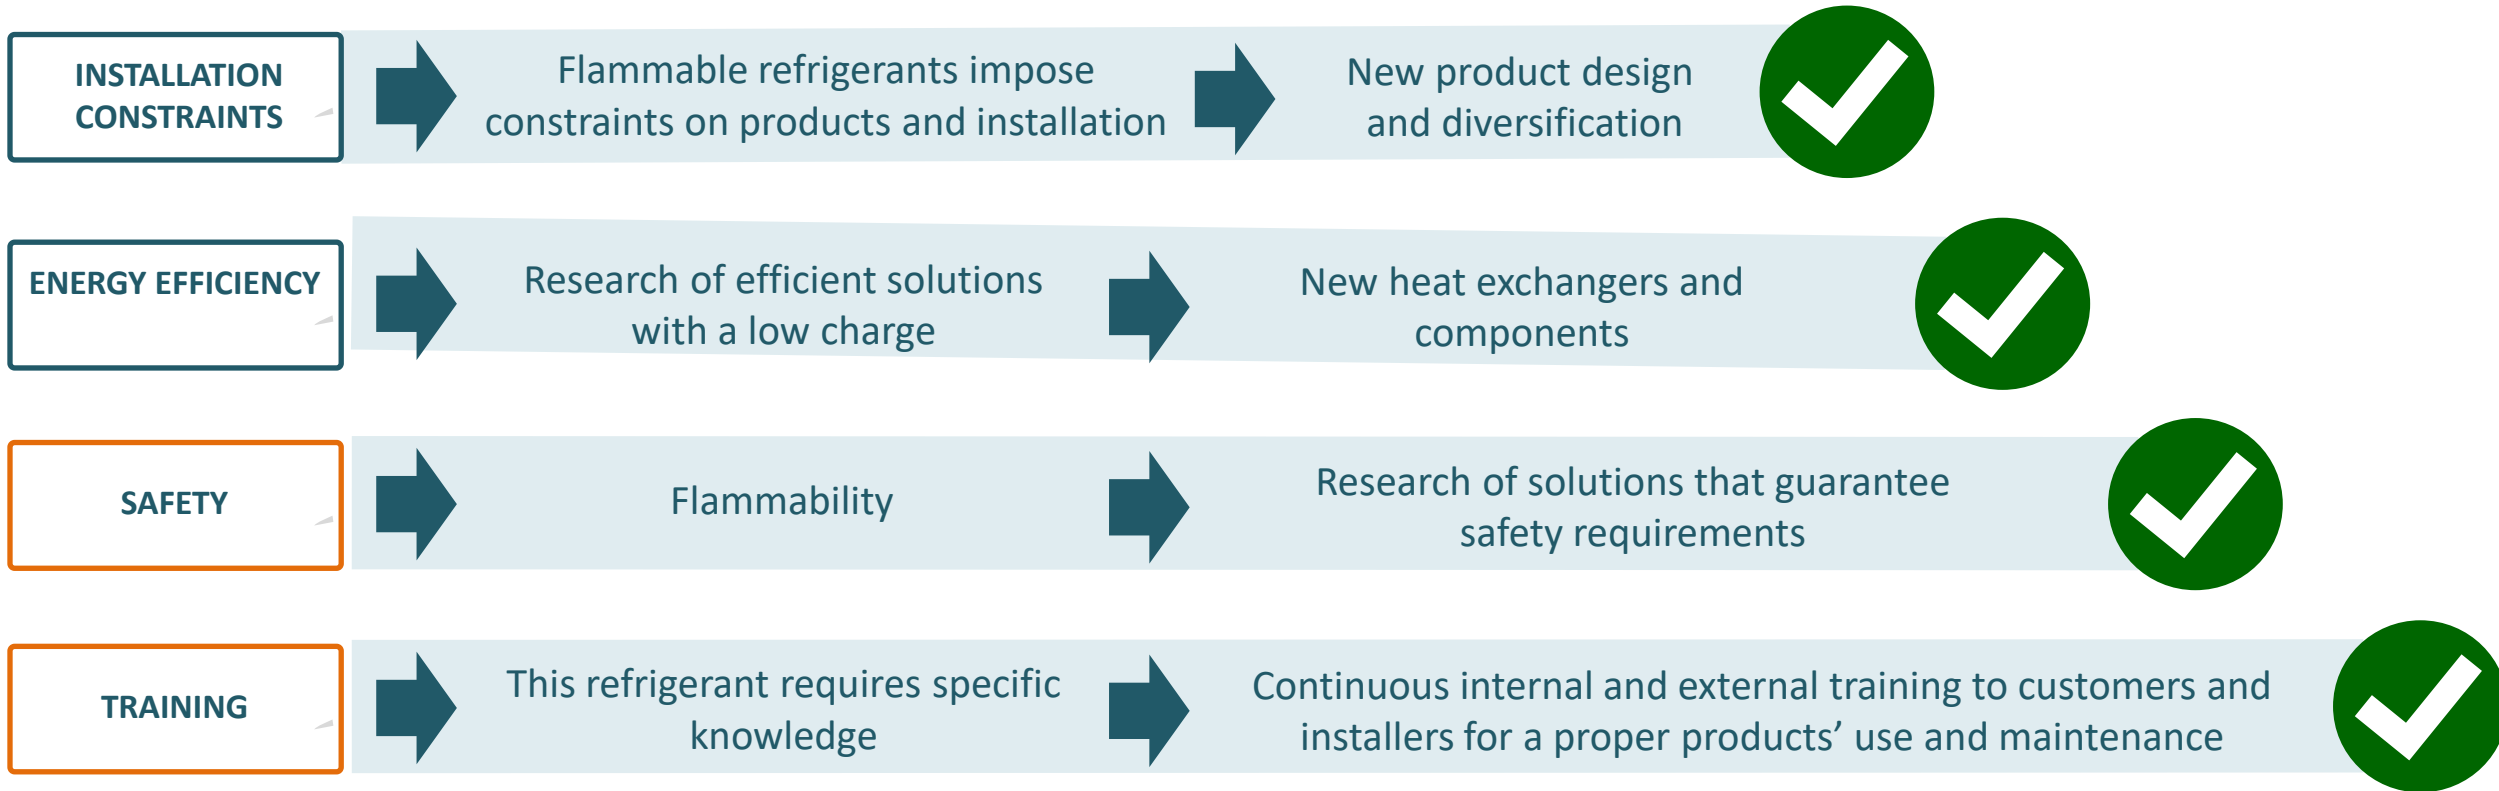 INSTALLATION
CONSTRAINTS
Flammable refrigerants impose
constraints on products and installation
New product design
and diversification
ENERGY EFFICIENCY
Research of efficient solutions
with a low charge
New heat exchangers and
components
SAFETY
Flammability
Research of solutions that guarantee
safety requirements
TRAINING
This refrigerant requires specific
knowledge
Continuous internal and external training to customers and
installers for a proper products’ use and maintenance